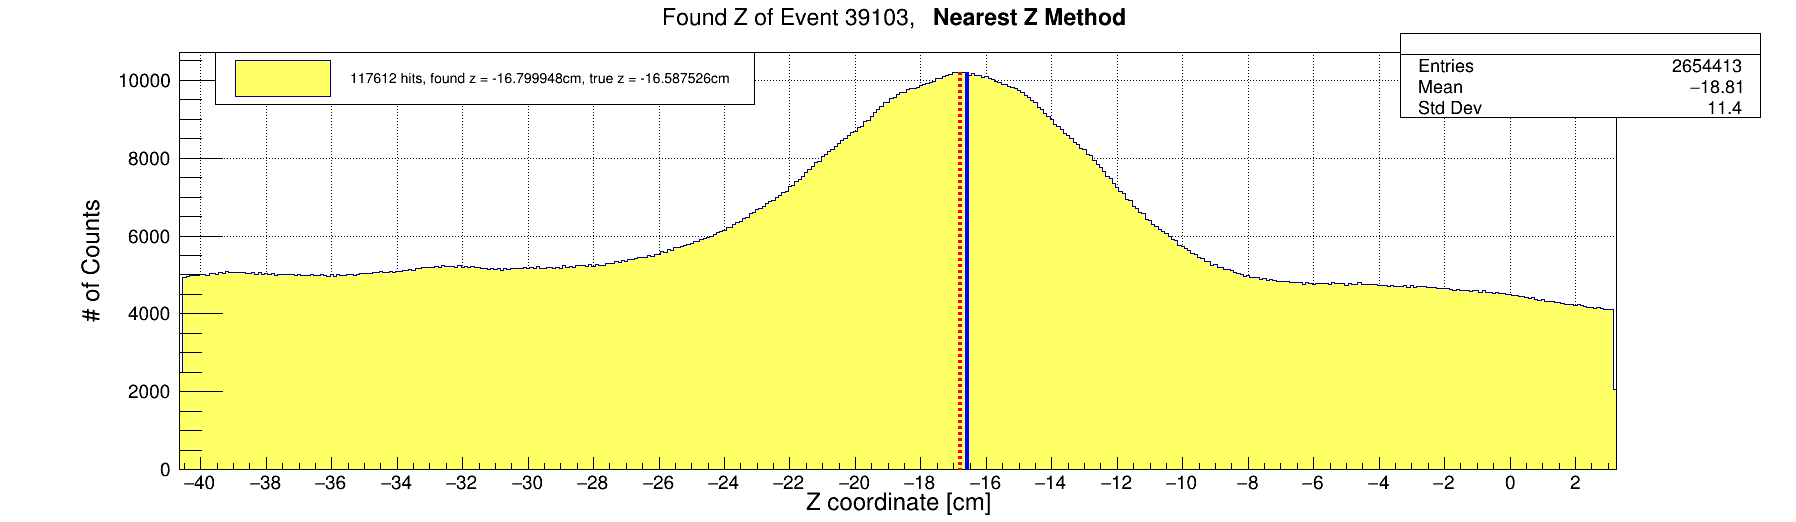 Found Z of Event 39103, Nearest Z Method
117612 hits, found z = -16.799948cm, true z = -16.587526cm
Entries 2654413
Mean −18.81
Std Dev 11.4
# of Counts
10000
8000
6000
4000
2000
0
−40 −38 −36 −34 −32 −30 −28 −26 −24 −22 −20 −18 −16 −14 −12 −10 −8 −6 −4 −2 0 2
Z coordinate [cm]